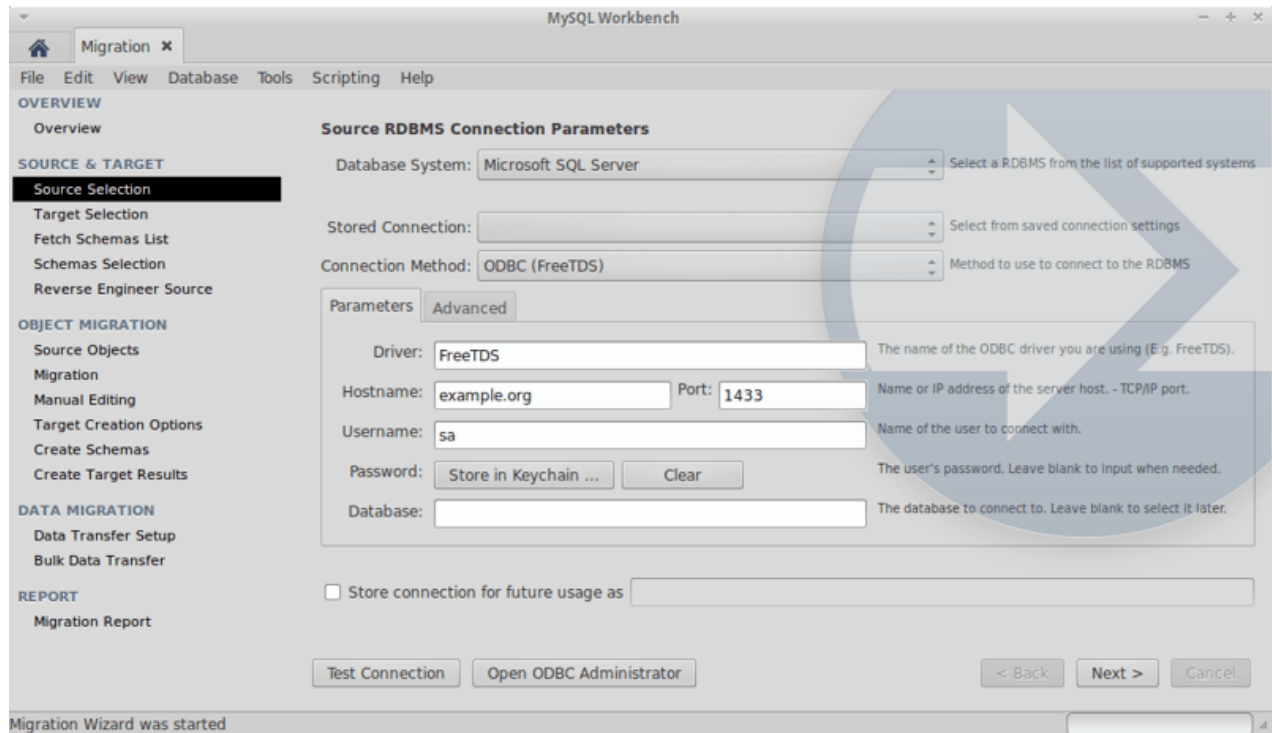 MySQL Workbench
Migration
File Edit View Database Tools Scripting Help
OVERVIEW
Overview
SOURCE & TARGET
Source Selection
Target Selection
Fetch Schemas List
Schemas Selection
Reverse Engineer Source
OBJECT MIGRATION
Source Objects
Migration
Manual Editing
Target Creation Options
Create Schemas
Create Target Results
DATA MIGRATION
Data Transfer Setup
Bulk Data Transfer
REPORT
Migration Report
Source RDBMS Connection Parameters
Database System: Microsoft SQL Server Select a RDBMS from the list of supported systems
Stored Connection: Select from saved connection settings
Connection Method: ODBC (FreeTDS) Method to use to connect to the RDBMS
Parameters Advanced
Driver: FreeTDS The name of the ODBC driver you are using (E.g. FreeTDS).
Hostname: example.org Port: 1433 Name or IP address of the server host. - TCP/IP port.
Username: sa Name of the user to connect with.
Password: Store in Keychain ... Clear The user's password. Leave blank to input when needed.
Database: The database to connect to. Leave blank to select it later.
Store connection for future usage as
Test Connection Open ODBC Administrator < Back Next > Cancel
Migration Wizard was started